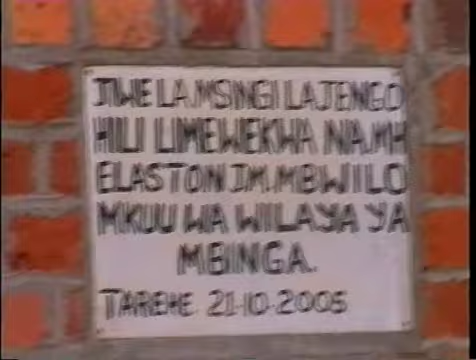 JIWE LA MSINGI LA JENGO
HILI LIMEWEKWA NA MH
ELASTON J.M. MBWILO
MKUU WA WILAYA YA
MBINGA.
TAREHE. 21-10-2005